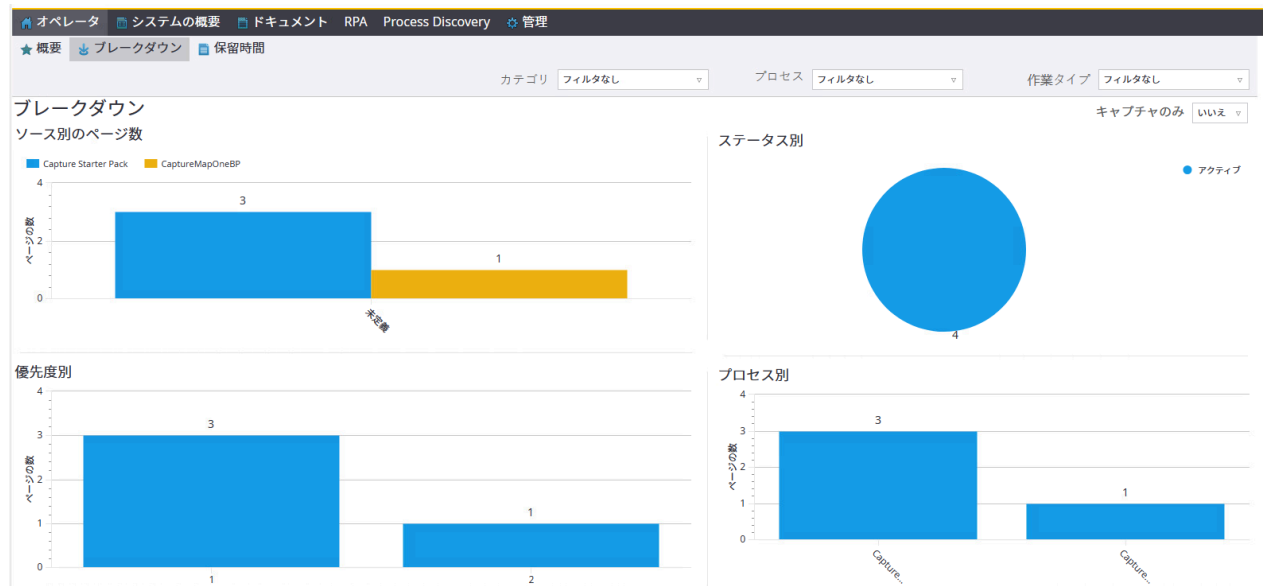 オペレータ システムの概要 ドキュメント RPA Process Discovery 管理
概要 ブレークダウン 保留時間
カテゴリ フィルタなし プロセス フィルタなし 作業タイプ フィルタなし
ブレークダウン
キャプチャのみ いいえ
ソース別のページ数
Capture Starter Pack CaptureMapOneBP
4
3
ページの数
2
1
0
未定義
ステータス別
アクティブ
4
優先度別
4
3
3
ページの数
2
1
1
0
1 2
プロセス別
4
3
3
ページの数
2
1
1
0
Capture... Capture...